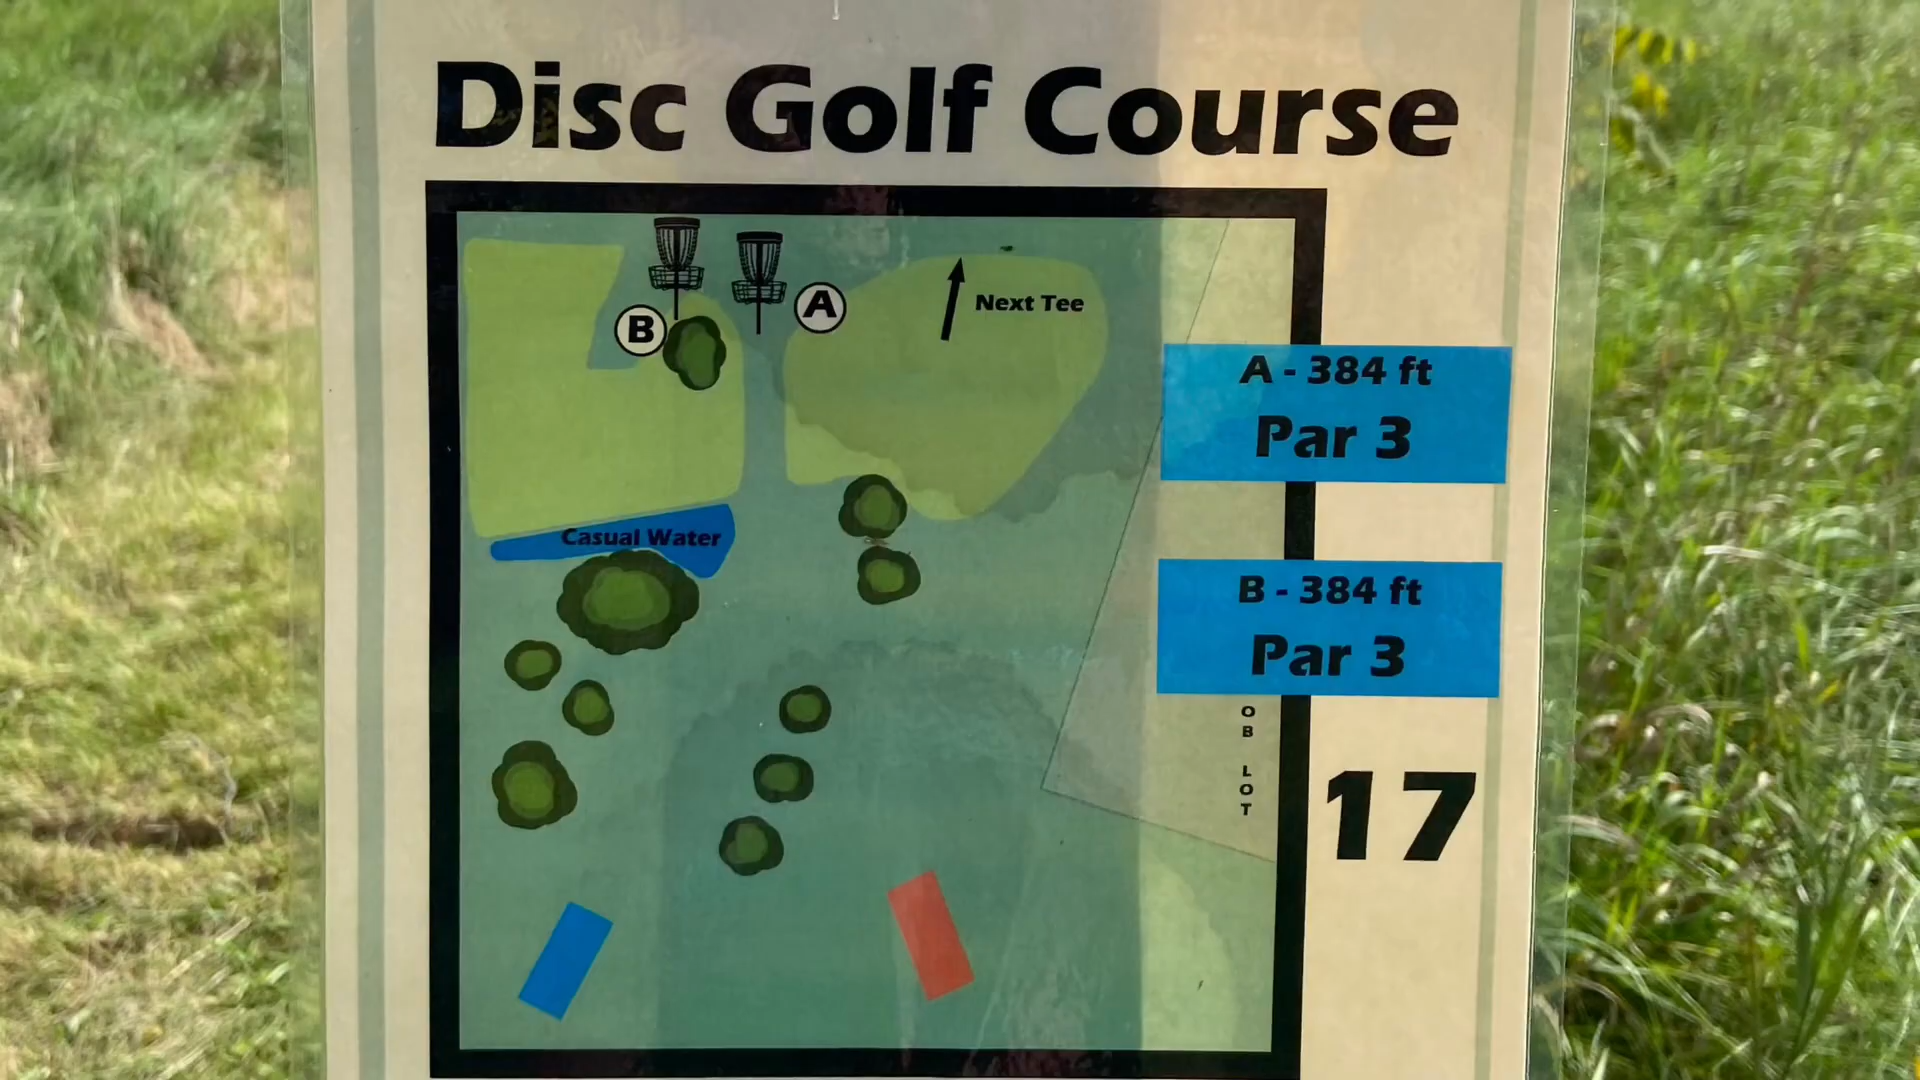 Disc Golf Course
B
A
Next Tee
A - 384 ft
Par 3
Casual Water
B - 384 ft
Par 3
OB LOT
17